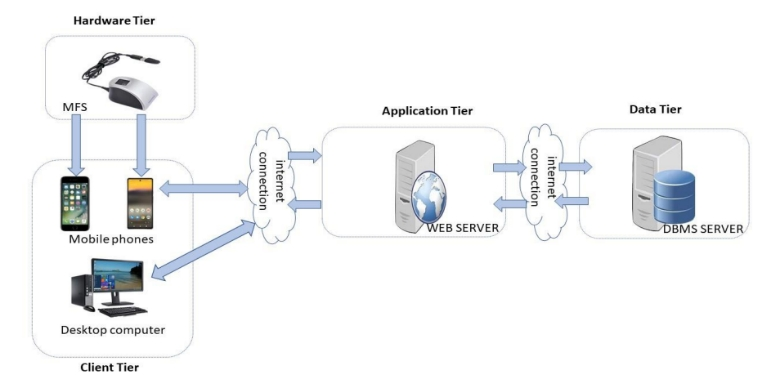 Hardware Tier
MFS
Application Tier
Data Tier
internet
connection
internet
connection
Mobile phones
WEB SERVER
DBMS SERVER
Desktop computer
Client Tier